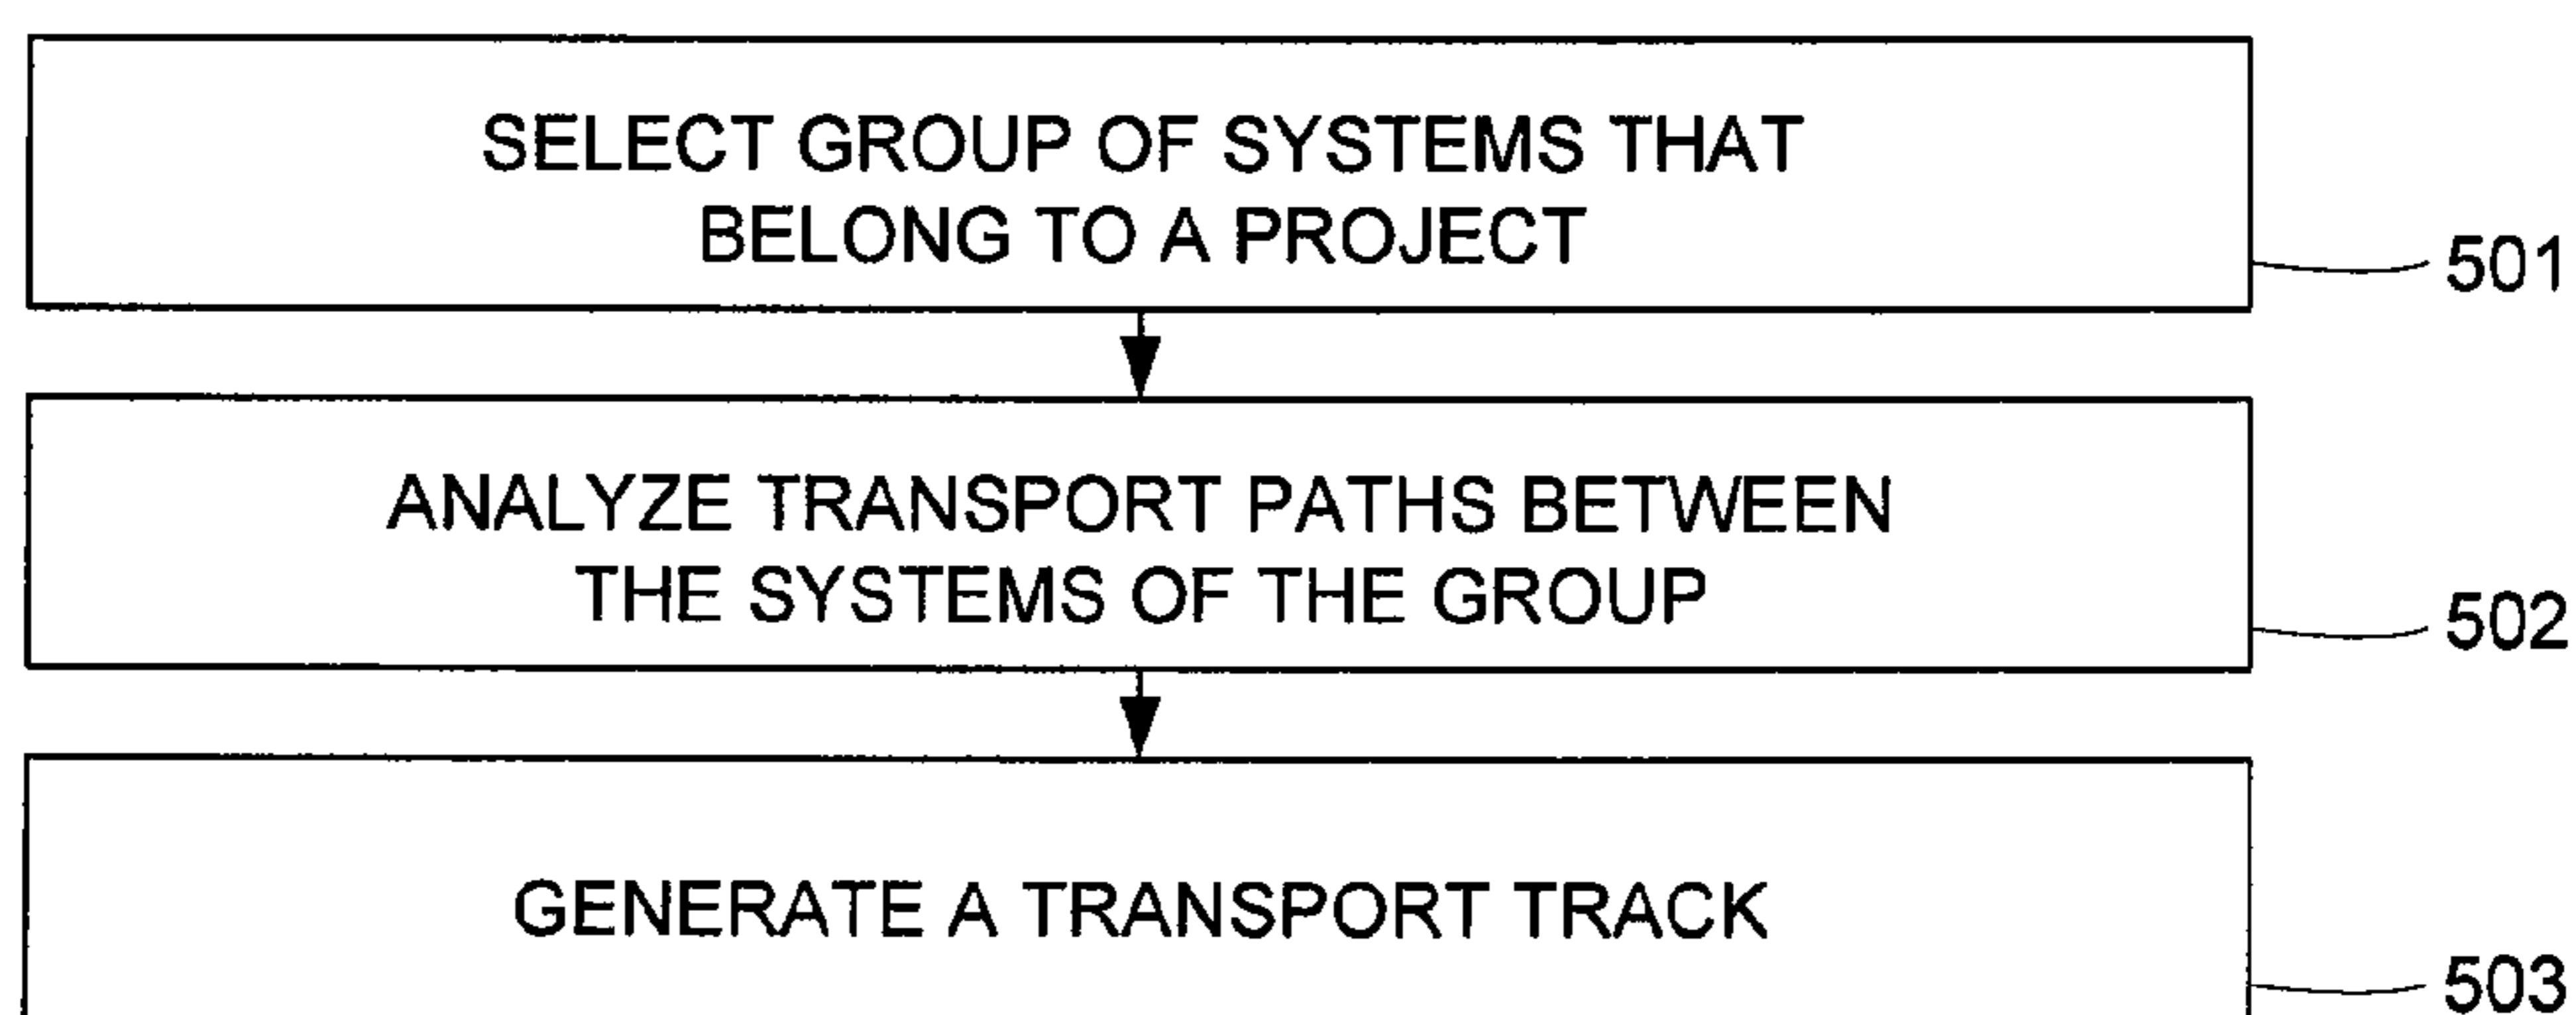 SELECT GROUP OF SYSTEMS THAT
BELONG TO A PROJECT
501
ANALYZE TRANSPORT PATHS BETWEEN
THE SYSTEMS OF THE GROUP
502
GENERATE A TRANSPORT TRACK
503